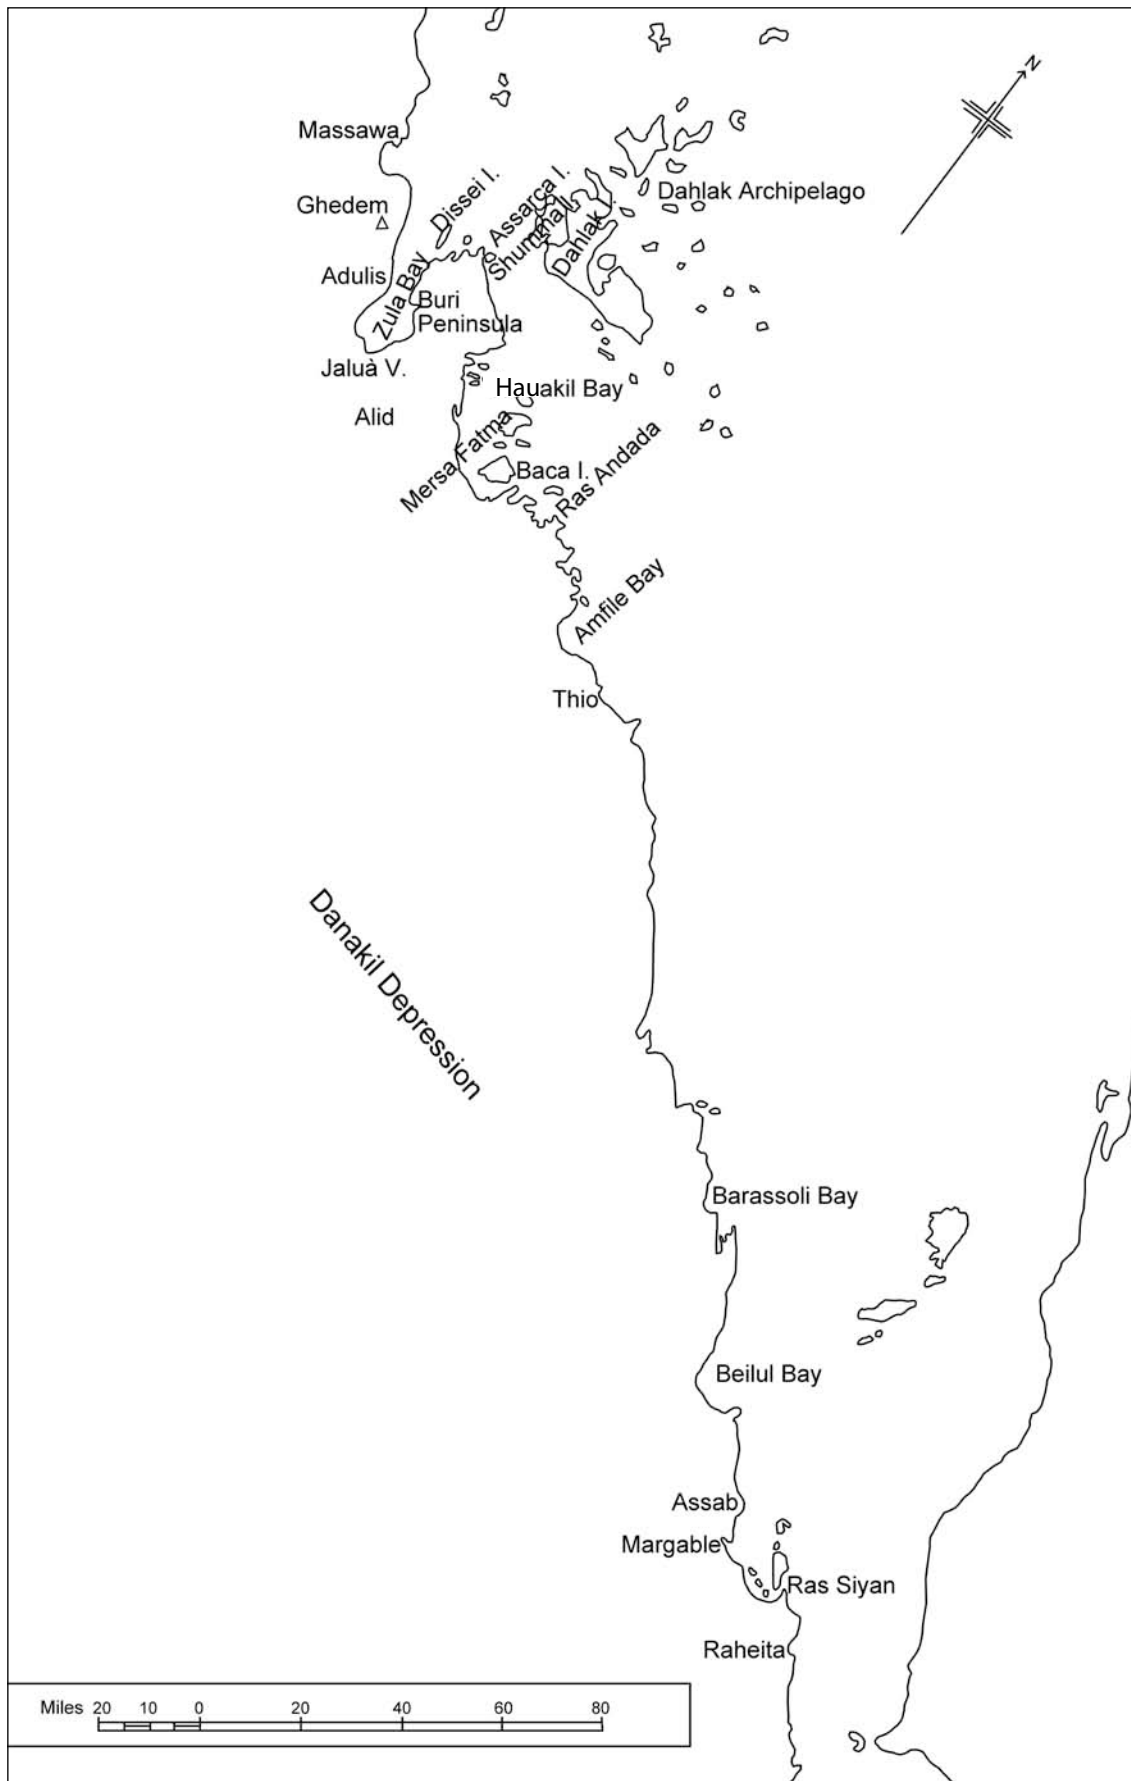 N
Massawa
Dissei I.
Assarca I.
Dahlak Archipelago
Ghedem
Shumma I.
Dahlak I.
Adulis
Zula Bay
Buri
Peninsula
Jaluà V.
Hauakil Bay
Alid
Mersa Fatma
Baca I.
Ras Andada
Amfile Bay
Thio
Danakil Depression
Barassoli Bay
Beilul Bay
Assab
Margable
Ras Siyan
Raheita
Miles 20 10 0 20 40 60 80